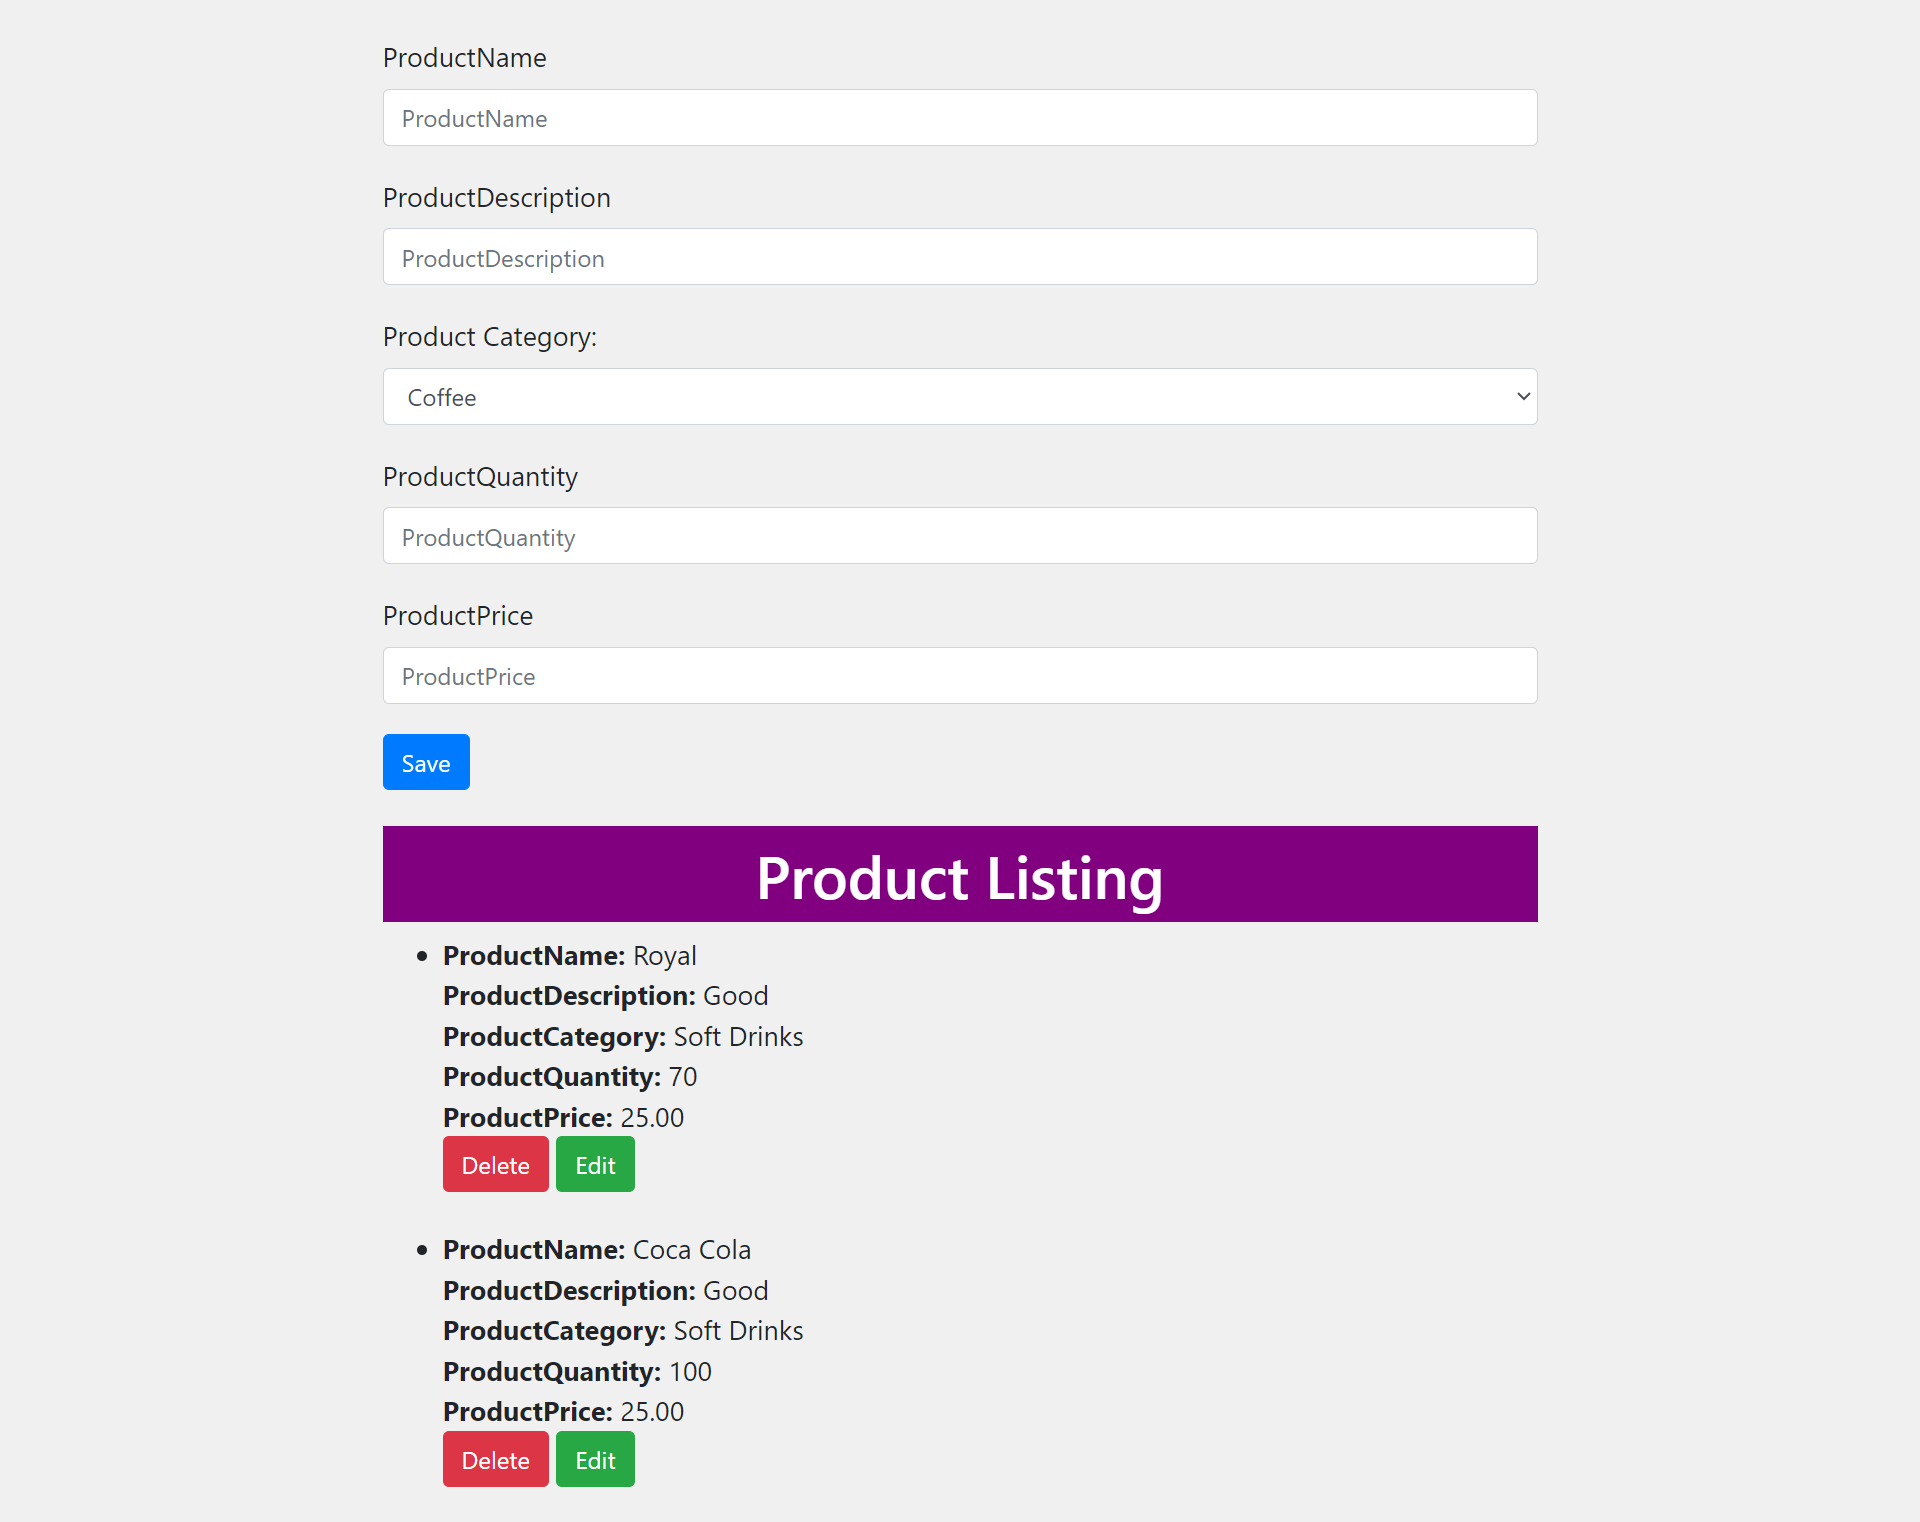 ProductName
ProductName
ProductDescription
ProductDescription
Product Category:
Coffee
ProductQuantity
ProductQuantity
ProductPrice
ProductPrice
Save
Product Listing
ProductName: Royal
ProductDescription: Good
ProductCategory: Soft Drinks
ProductQuantity: 70
ProductPrice: 25.00
Delete Edit
ProductName: Coca Cola
ProductDescription: Good
ProductCategory: Soft Drinks
ProductQuantity: 100
ProductPrice: 25.00
Delete Edit